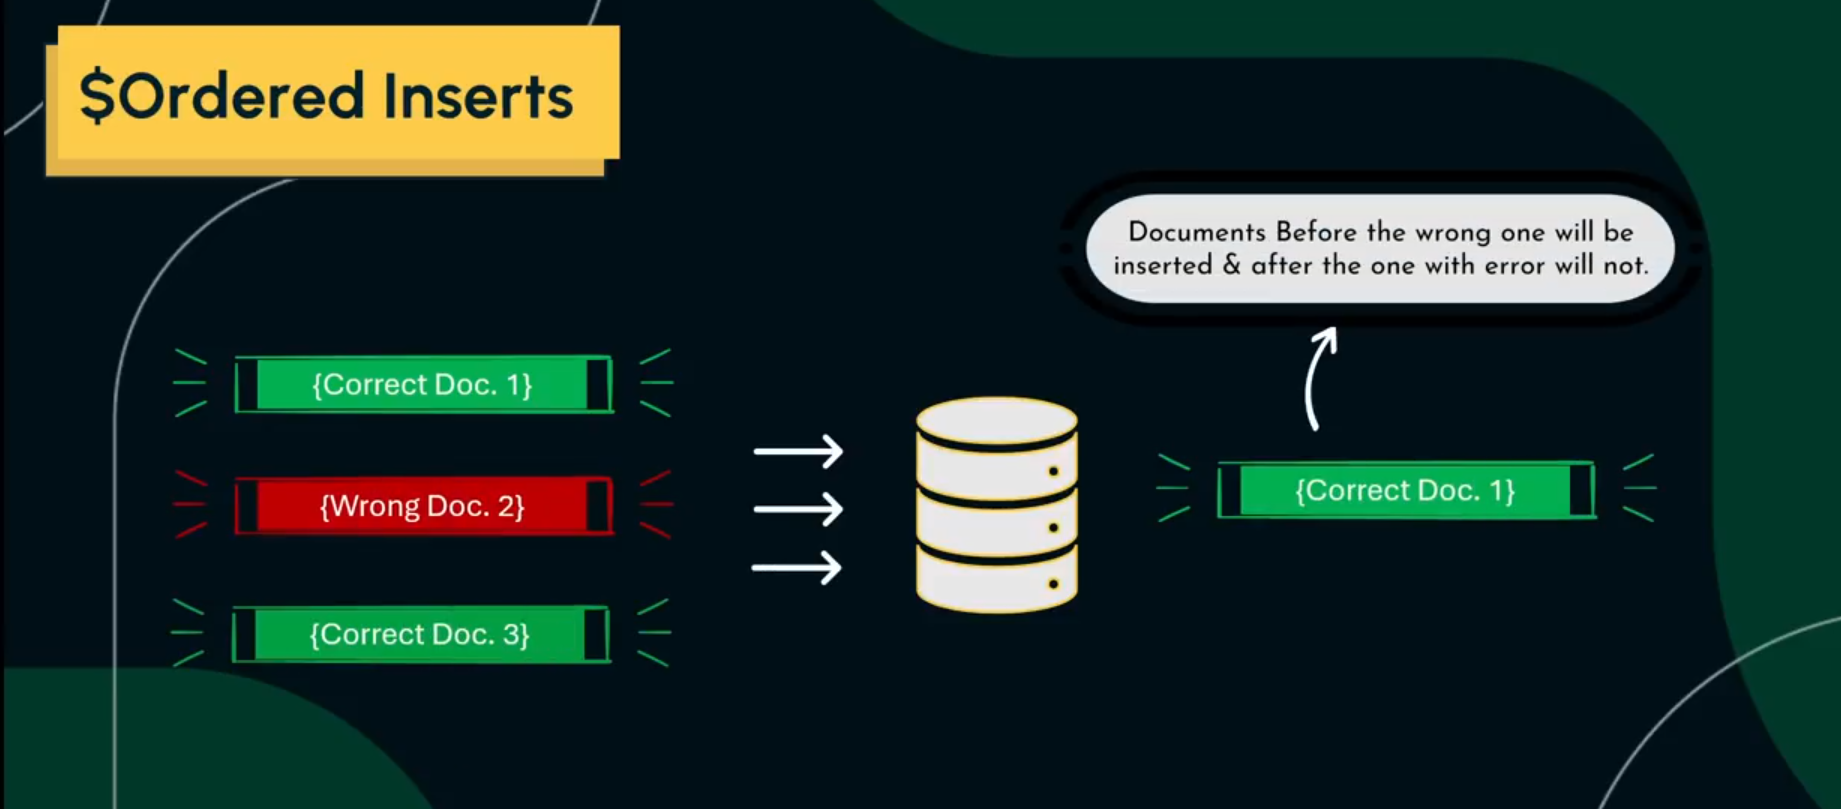 $Ordered Inserts
Documents Before the wrong one will be
inserted & after the one with error will not.
{Correct Doc. 1}
{Wrong Doc. 2}
{Correct Doc. 3}
{Correct Doc. 1}